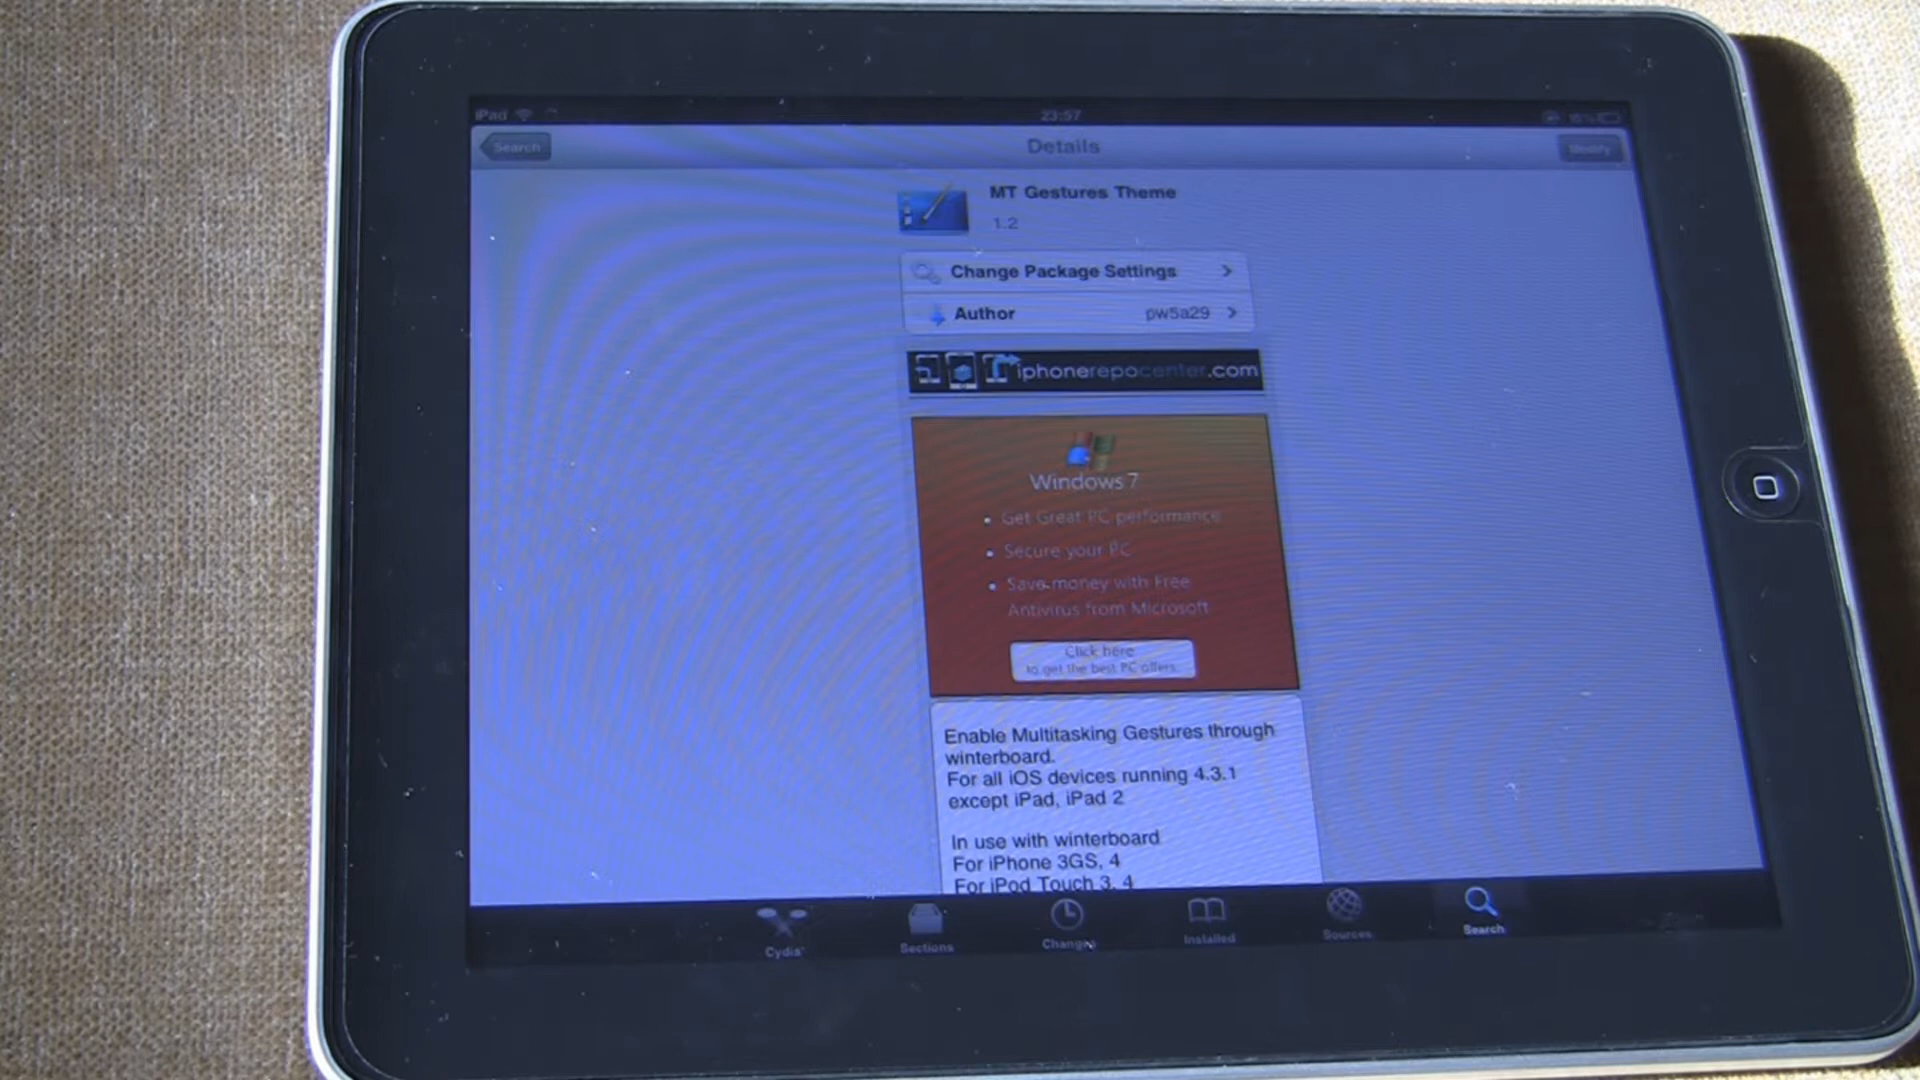 iPad
23:57
Search
Details
Modify
MT Gestures Theme
1.2
Change Package Settings
Author pw5a29
iphonerepocenter.com
Windows 7
Get Great PC performance
Secure your PC
Save money with Free
Antivirus from Microsoft
Click here
to get the best PC offers.
Enable Multitasking Gestures through
winterboard.
For all iOS devices running 4.3.1
except iPad, iPad 2
In use with winterboard
For iPhone 3GS, 4
For iPod Touch 3, 4
Cydia
Sections
Changes
Installed
Sources
Search